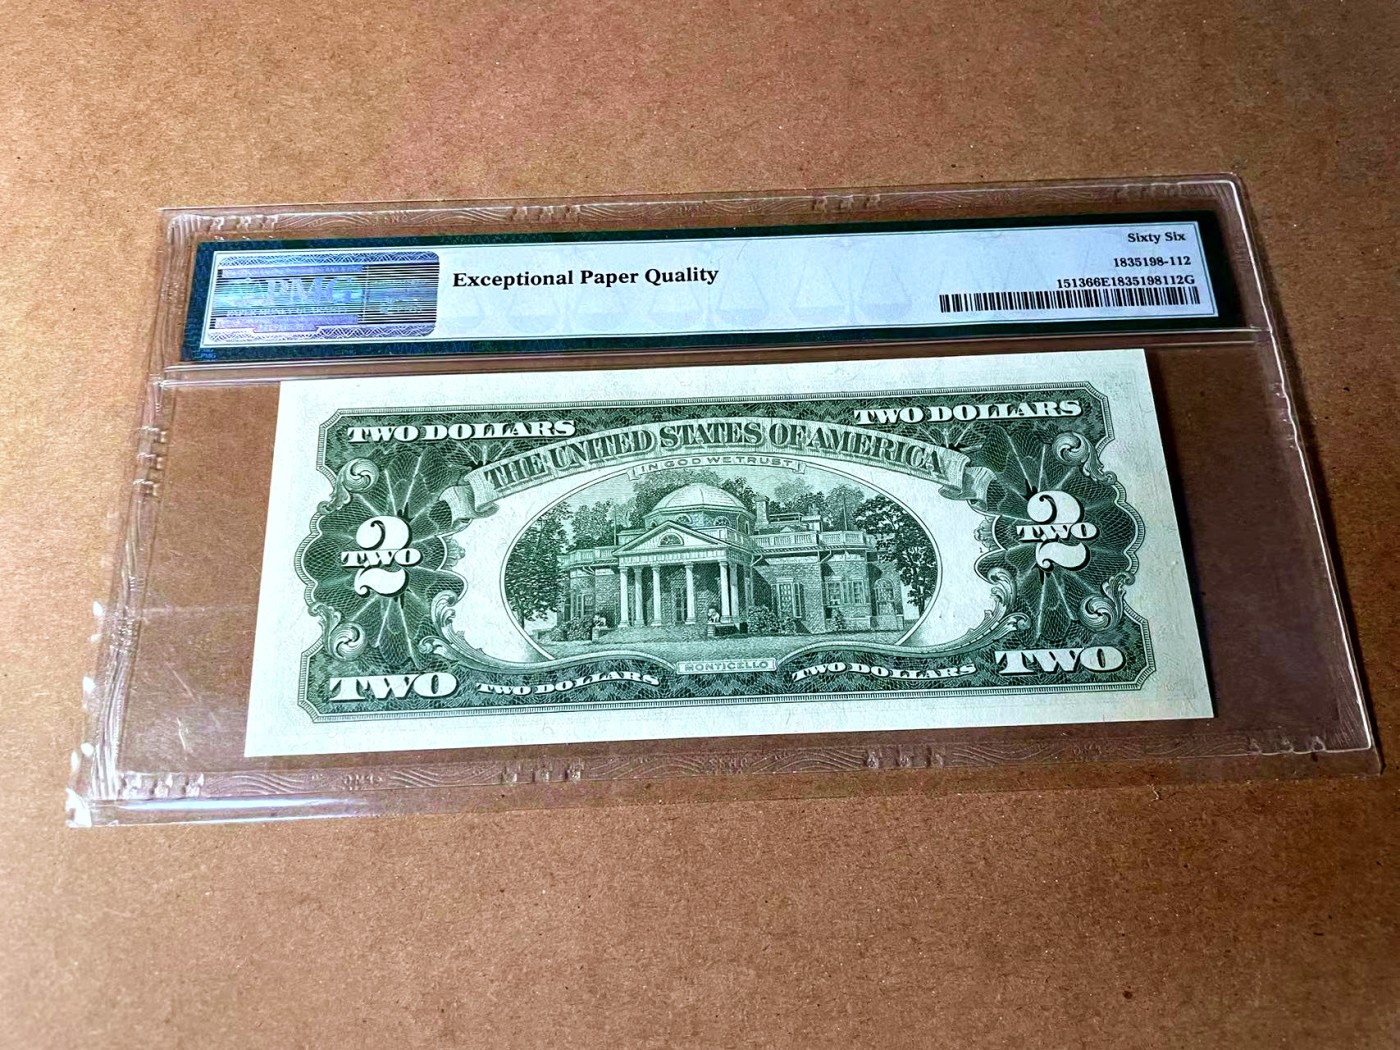 PMG
Exceptional Paper Quality
Sixty Six
1835198-112
151366E1835198112G
PMG
TWO DOLLARS
TWO DOLLARS
THE UNITED STATES OF AMERICA
IN GOD WE TRUST
2
TWO
2
TWO
MONTICELLO
TWO
TWO DOLLARS
TWO DOLLARS
TWO